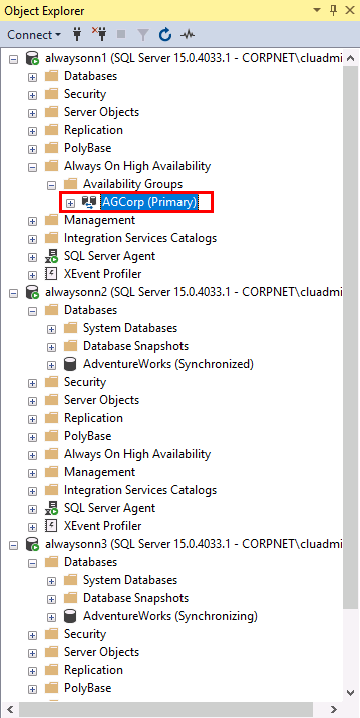 Object Explorer
Connect
alwaysonn1 (SQL Server 15.0.4033.1 - CORPNET\cluadmi
Databases
Security
Server Objects
Replication
PolyBase
Always On High Availability
Availability Groups
AGCorp (Primary)
Management
Integration Services Catalogs
SQL Server Agent
XEvent Profiler
alwaysonn2 (SQL Server 15.0.4033.1 - CORPNET\cluadmi
Databases
System Databases
Database Snapshots
AdventureWorks (Synchronized)
Security
Server Objects
Replication
PolyBase
Always On High Availability
Management
Integration Services Catalogs
SQL Server Agent
XEvent Profiler
alwaysonn3 (SQL Server 15.0.4033.1 - CORPNET\cluadmi
Databases
System Databases
Database Snapshots
AdventureWorks (Synchronizing)
Security
Server Objects
Replication
PolyBase